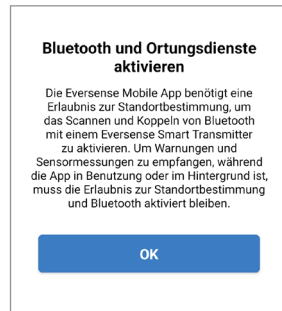 Bluetooth und Ortungsdienste
aktivieren
Die Eversense Mobile App benötigt eine
Erlaubnis zur Standortbestimmung, um
das Scannen und Koppeln von Bluetooth
mit einem Eversense Smart Transmitter
zu aktivieren. Um Warnungen und
Sensormessungen zu empfangen, während
die App in Benutzung oder im Hintergrund ist,
muss die Erlaubnis zur Standortbestimmung
und Bluetooth aktiviert bleiben.
OK